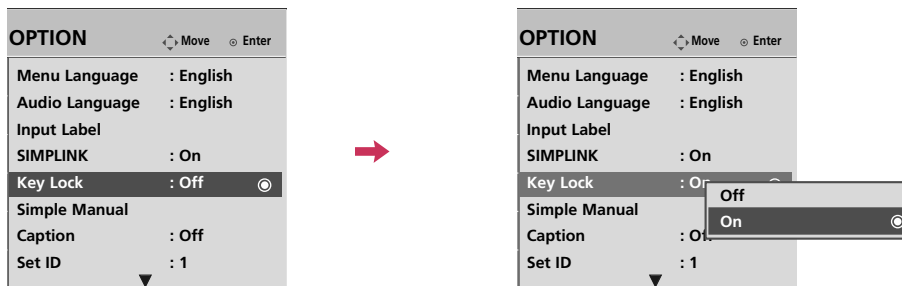 OPTION Move Enter
Menu Language : English
Audio Language : English
Input Label
SIMPLINK : On
Key Lock : Off
Simple Manual
Caption : Off
Set ID : 1
OPTION Move Enter
Menu Language : English
Audio Language : English
Input Label
SIMPLINK : On
Key Lock : On
Simple Manual
Caption : Off
Set ID : 1
Off
On